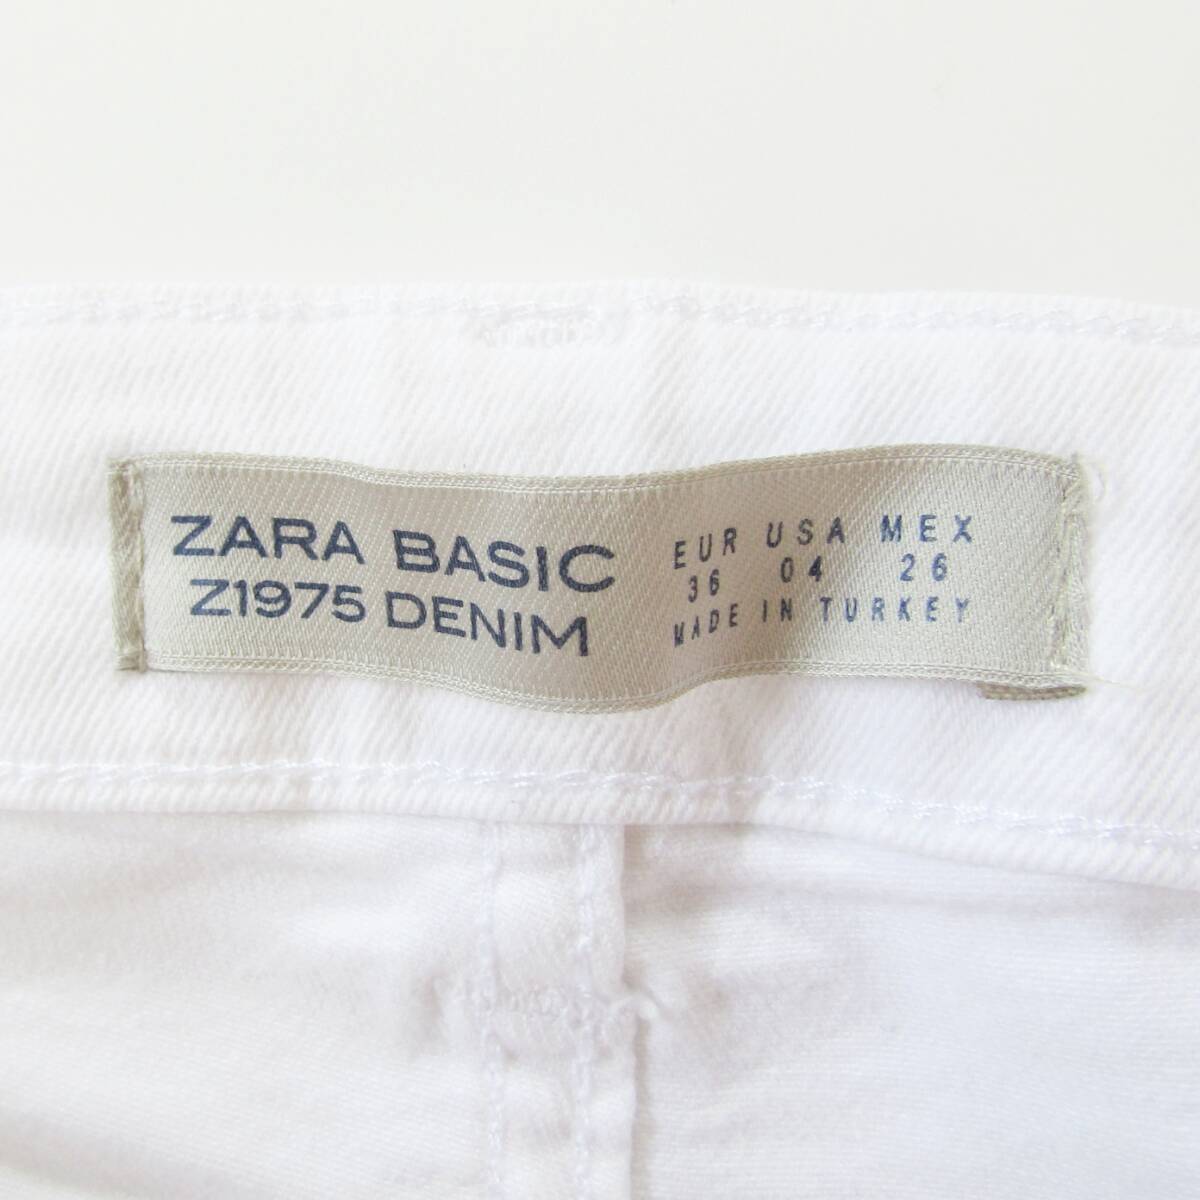 ZARA BASIC
Z1975 DENIM
EUR USA MEX
36 04 26
MADE IN TURKEY